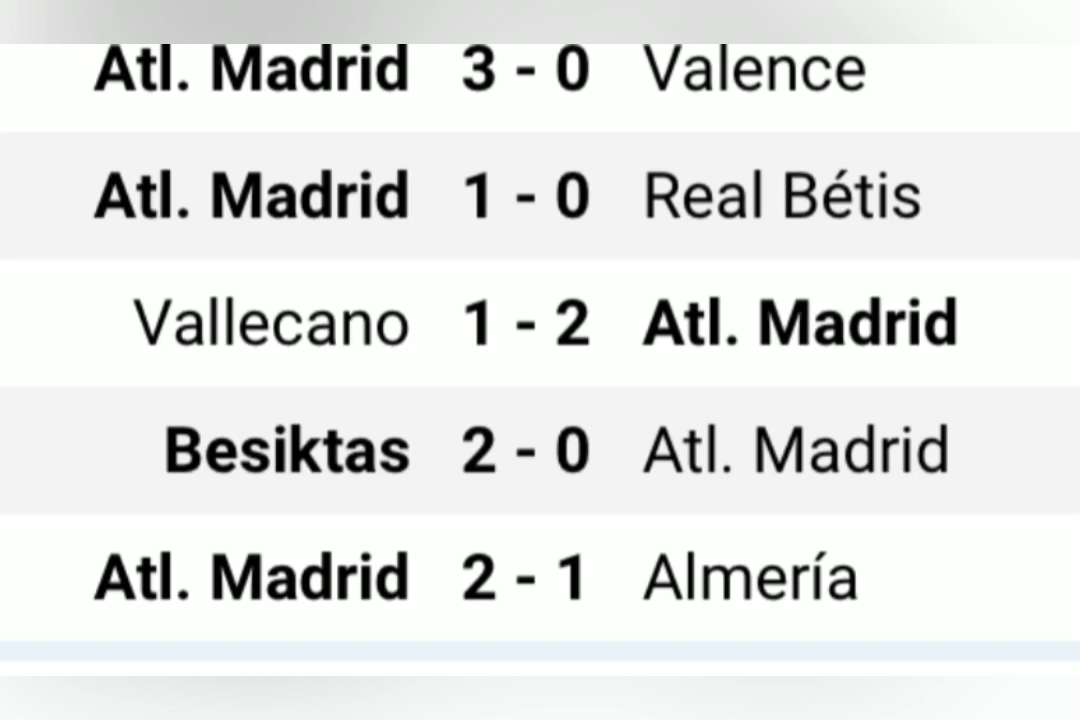 Atl. Madrid 3 - 0 Valence
Atl. Madrid 1 - 0 Real Bétis
Vallecano 1 - 2 Atl. Madrid
Besiktas 2 - 0 Atl. Madrid
Atl. Madrid 2 - 1 Almería